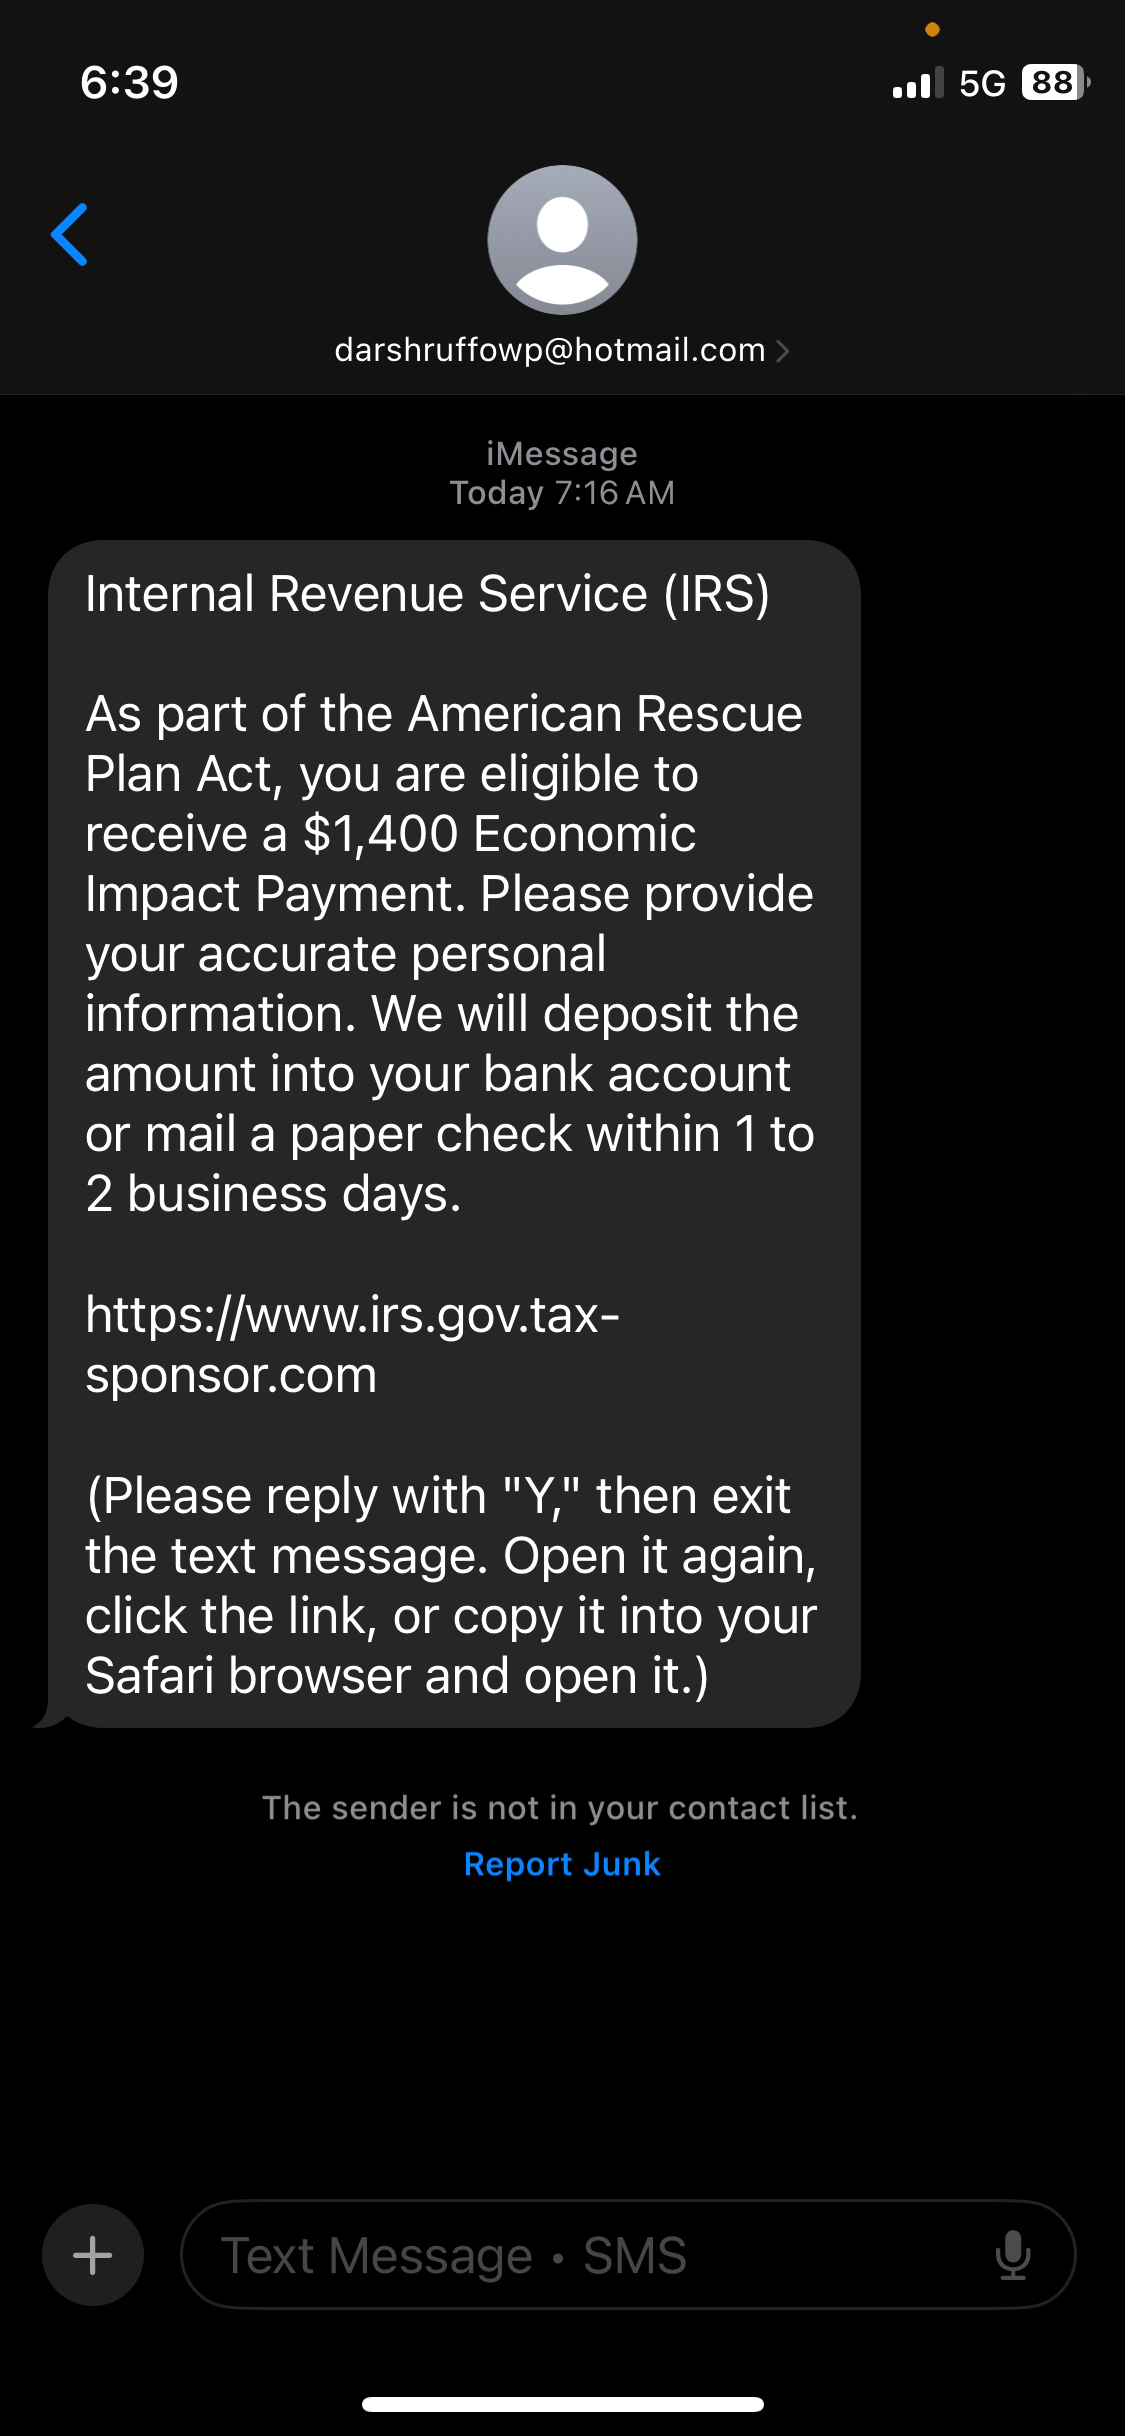 6:39
5G 88
darshruffowp@hotmail.com
iMessage
Today 7:16 AM
Internal Revenue Service (IRS)
As part of the American Rescue
Plan Act, you are eligible to
receive a $1,400 Economic
Impact Payment. Please provide
your accurate personal
information. We will deposit the
amount into your bank account
or mail a paper check within 1 to
2 business days.
https://www.irs.gov.tax-
sponsor.com
(Please reply with "Y," then exit
the text message. Open it again,
click the link, or copy it into your
Safari browser and open it.)
The sender is not in your contact list.
Report Junk
Text Message • SMS